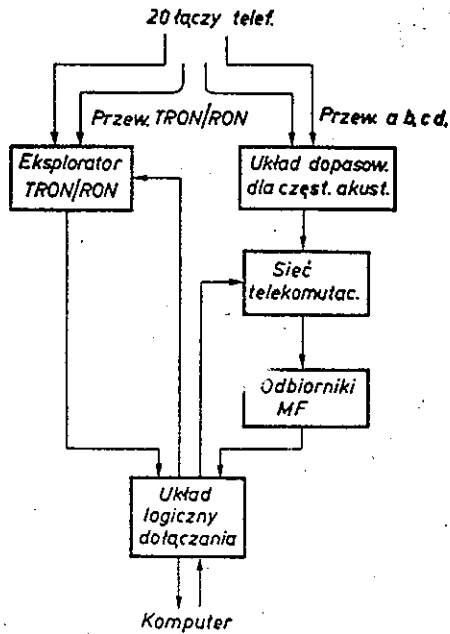 20 łączy telef.
Przew. TRON/RON
Przew. a b, c d,
Eksplorator
TRON/RON
Układ dopasow.
dla częst. akust.
Sieć
telekomutac.
Odbiorniki
MF
Układ
logiczny
dołączania
Komputer